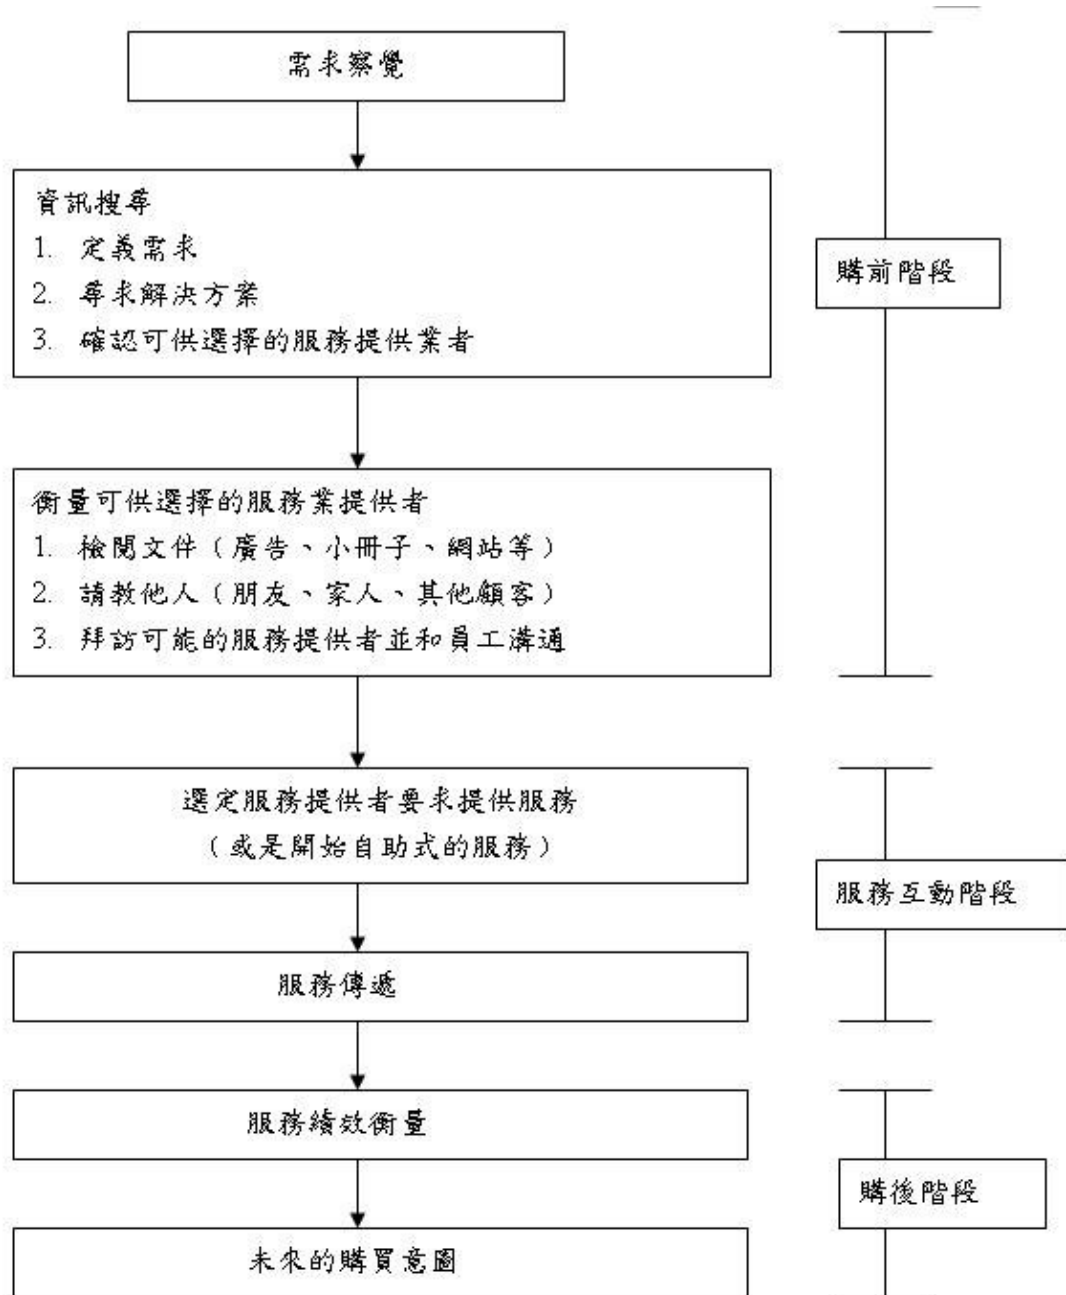 需求察覺
資訊搜尋
1. 定義需求
2. 尋求解決方案
3. 確認可供選擇的服務提供業者
購前階段
衡量可供選擇的服務業提供者
1. 檢閱文件（廣告、小冊子、網站等）
2. 請教他人（朋友、家人、其他顧客）
3. 拜訪可能的服務提供者並和員工溝通
選定服務提供者要求提供服務
（或是開始自助式的服務）
服務互動階段
服務傳遞
服務績效衡量
購後階段
未來的購買意圖